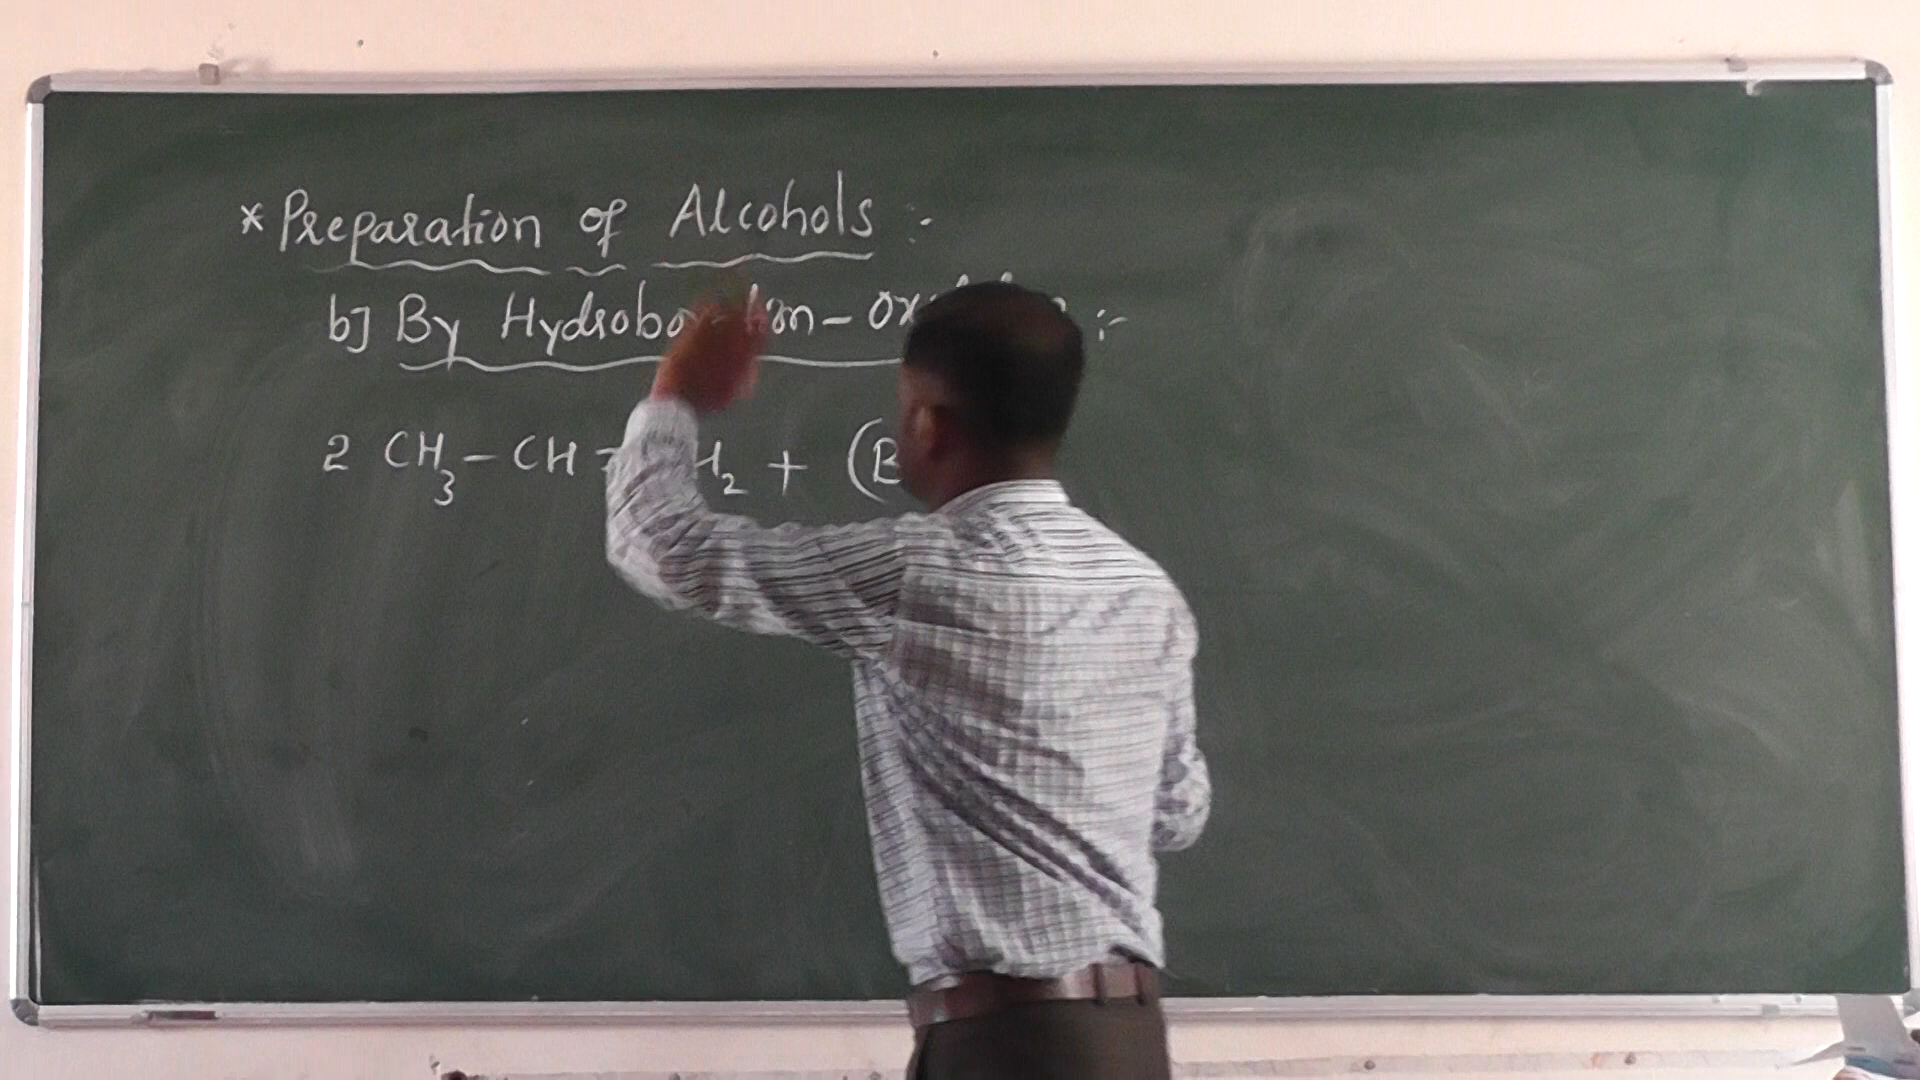 * Preparation of Alcohols :-
b] By Hydroboration-Oxidation :-
2 CH3-CH=CH2 + (B